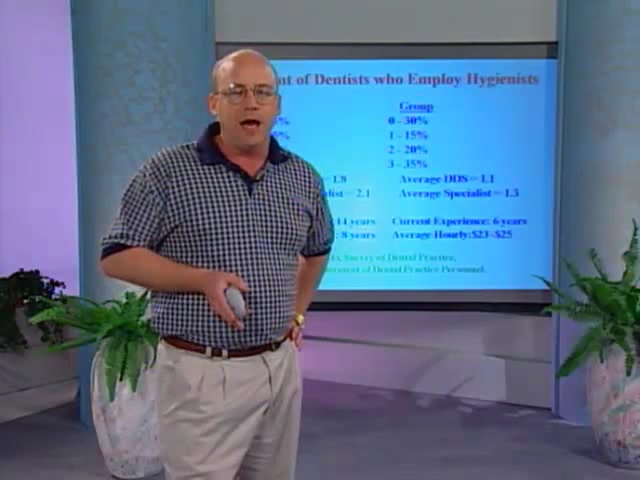 nt of Dentists who Employ Hygienists
Group
% 0 - 30%
% 1 - 15%
2 - 20%
3 - 35%
= 1.8 Average DDS = 1.1
alist = 2.1 Average Specialist = 1.3
14 years Current Experience: 6 years
: 8 years Average Hourly:$23-$25
A Survey of Dental Practice,
ment of Dental Practice Personnel